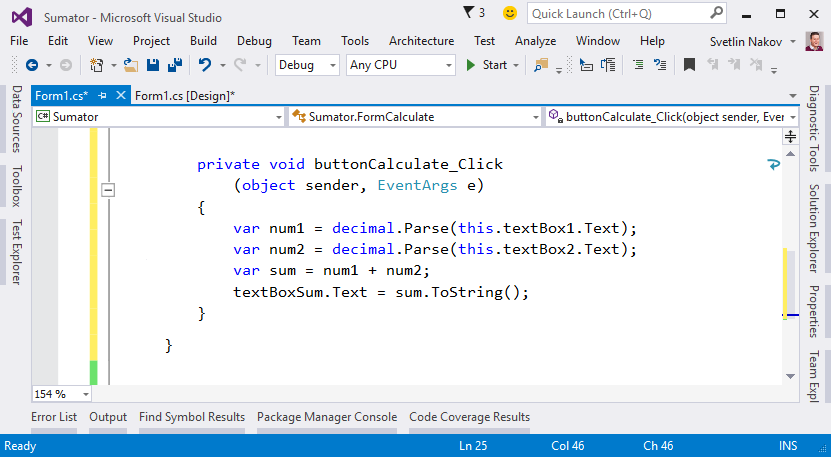 Sumator - Microsoft Visual Studio
3
Quick Launch (Ctrl+Q)
File Edit View Project Build Debug Team Tools Architecture Test Analyze Window Help Svetlin Nakov
Debug Any CPU Start
Form1.cs* Form1.cs [Design]*
C# Sumator Sumator.FormCalculate buttonCalculate_Click(object sender, Ever
private void buttonCalculate_Click
(object sender, EventArgs e)
{
var num1 = decimal.Parse(this.textBox1.Text);
var num2 = decimal.Parse(this.textBox2.Text);
var sum = num1 + num2;
textBoxSum.Text = sum.ToString();
}
}
154 %
Data Sources
Toolbox
Test Explorer
Diagnostic Tools
Solution Explorer
Properties
Team Expl
Error List Output Find Symbol Results Package Manager Console Code Coverage Results
Ready Ln 25 Col 46 Ch 46 INS